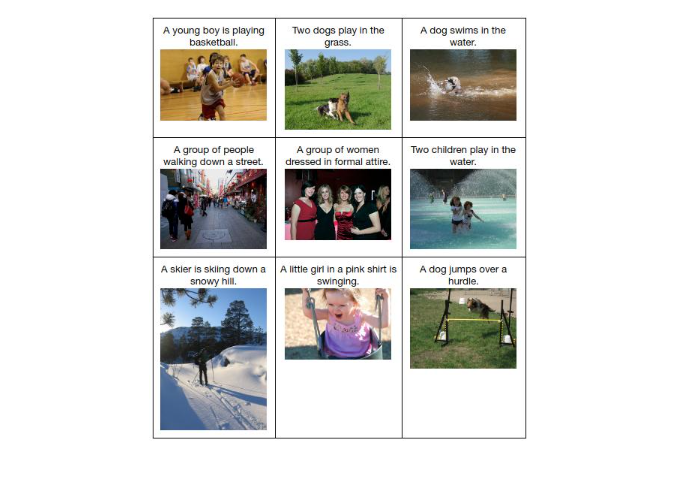 A young boy is playing
basketball.
Two dogs play in the
grass.
A dog swims in the
water.
A group of people
walking down a street.
A group of women
dressed in formal attire.
Two children play in the
water.
A skier is skiing down a
snowy hill.
A little girl in a pink shirt is
swinging.
A dog jumps over a
hurdle.